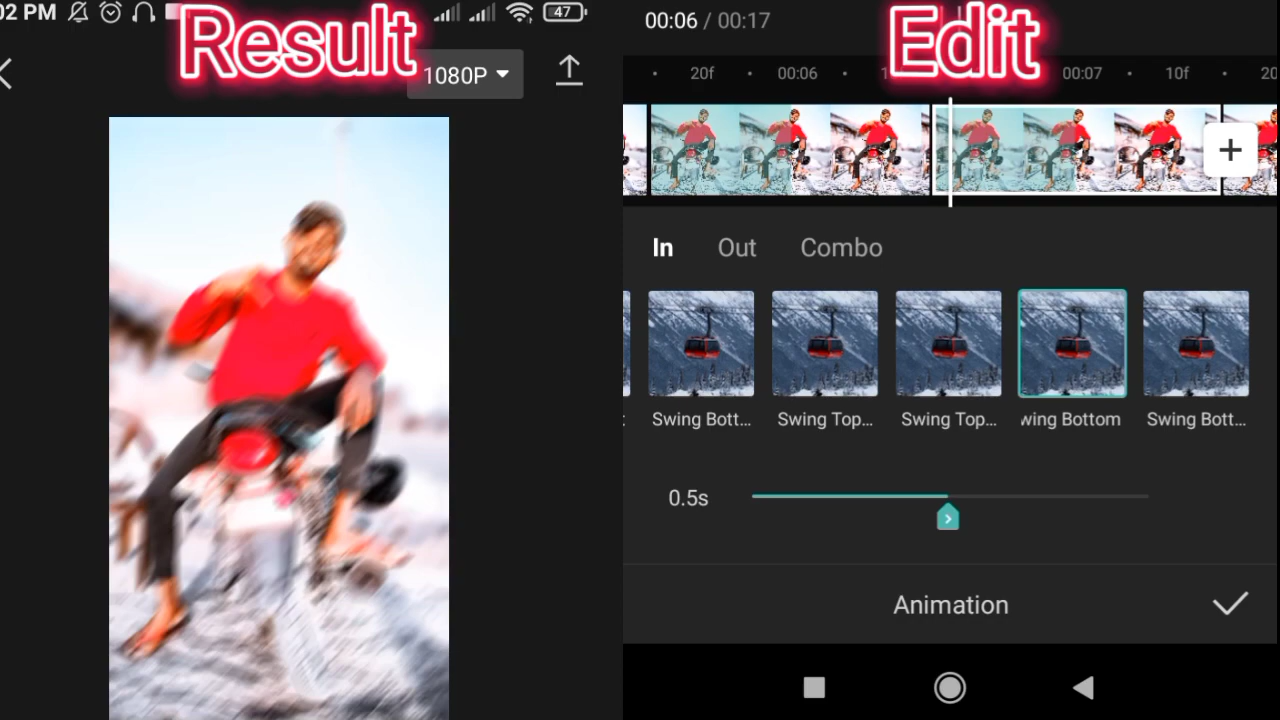 02 PM
47
Result
1080P
00:06 / 00:17
Edit
20f
00:06
00:07
10f
20
In
Out
Combo
Swing Bott...
Swing Top...
Swing Top...
wing Bottom
Swing Bott...
0.5s
Animation